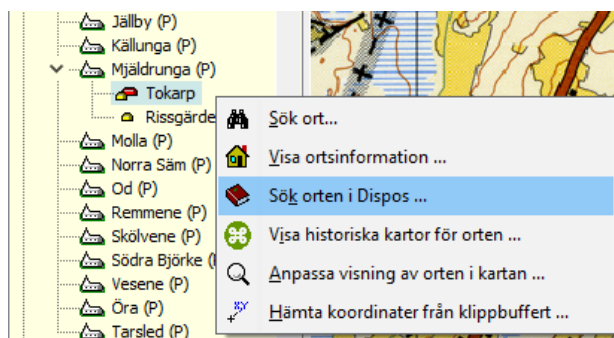 Jällby (P)
Källunga (P)
Mjäldrunga (P)
Tokarp
Rissgärde
Molla (P)
Norra Säm (P)
Od (P)
Remmene (P)
Skölvene (P)
Södra Björke (
Vesene (P)
Öra (P)
Tarsled (P)
Sök ort...
Visa ortsinformation ...
Sök orten i Dispos ...
Visa historiska kartor för orten ...
Anpassa visning av orten i kartan ...
Hämta koordinater från klippbuffert ...